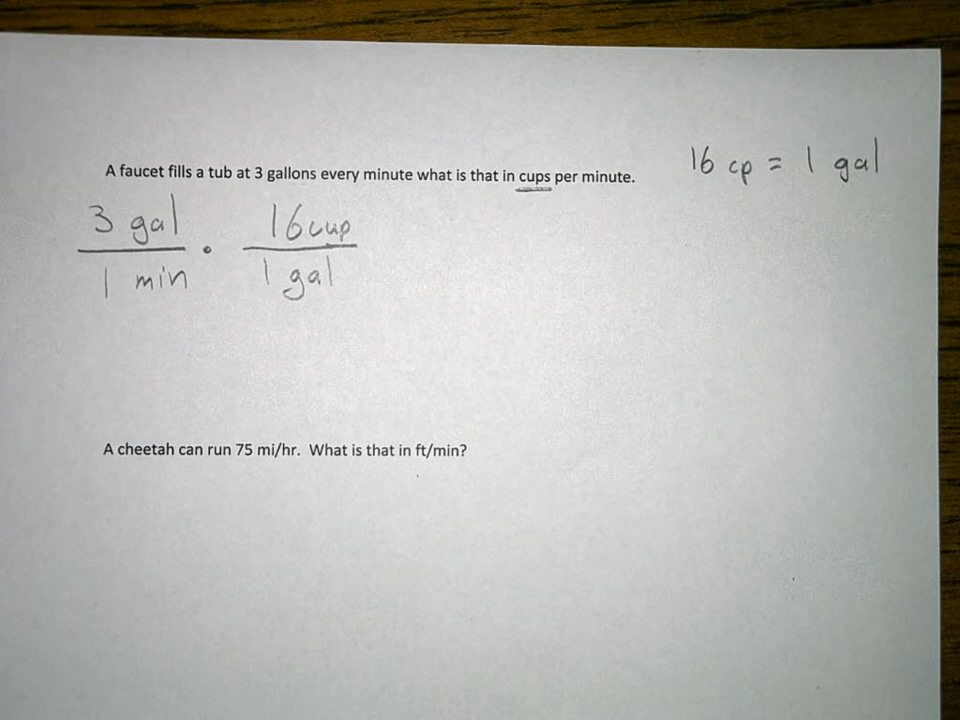 A faucet fills a tub at 3 gallons every minute what is that in cups per minute.
16 cp = 1 gal
3 gal · 16 cup
1 min 1 gal
A cheetah can run 75 mi/hr. What is that in ft/min?